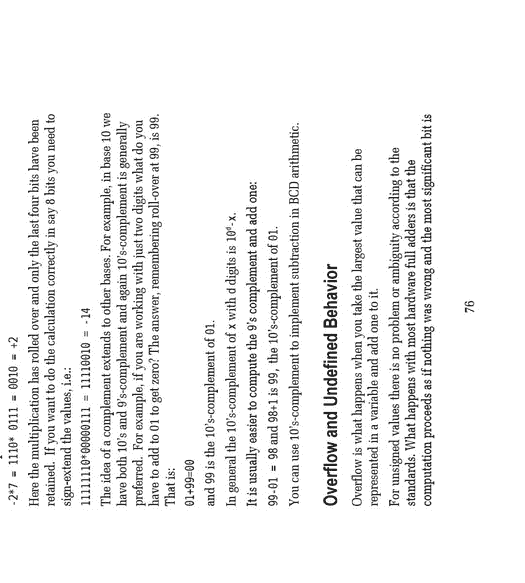 -2*7 = 1110* 0111 = 0010 = +2
Here the multiplication has rolled over and only the last four bits have been
retained. If you want to do the calculation correctly in say 8 bits you need to
sign-extend the values, i.e.:
11111110*00000111 = 11110010 = -14
The idea of a complement extends to other bases. For example, in base 10 we
have both 10's and 9's-complement and again 10's-complement is generally
preferred. For example, if you are working with just two digits what do you
have to add to 01 to get zero? The answer, remembering roll-over at 99, is 99.
That is:
01+99=00
and 99 is the 10's-complement of 01.
In general the 10's-complement of x with d digits is 10ᵈ-x.
It is usually easier to compute the 9's complement and add one:
99-01 = 98 and 98+1 is 99, the 10's-complement of 01.
You can use 10's-complement to implement subtraction in BCD arithmetic.
Overflow and Undefined Behavior
Overflow is what happens when you take the largest value that can be
represented in a variable and add one to it.
For unsigned values there is no problem or ambiguity according to the
standards. What happens with most hardware full adders is that the
computation proceeds as if nothing was wrong and the most significant bit is
76